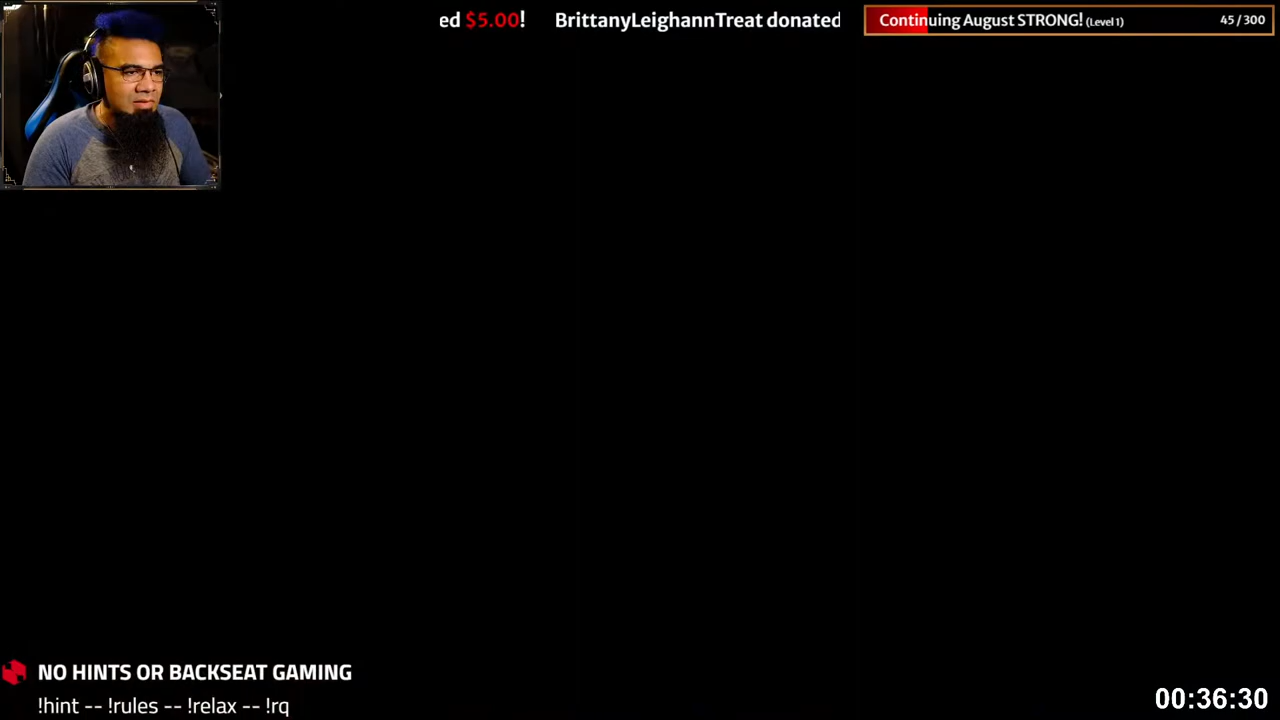 ed $5.00! BrittanyLeighannTreat donated
Continuing August STRONG! (Level 1) 45 / 300
NO HINTS OR BACKSEAT GAMING
!hint -- !rules -- !relax -- !rq
00:36:30